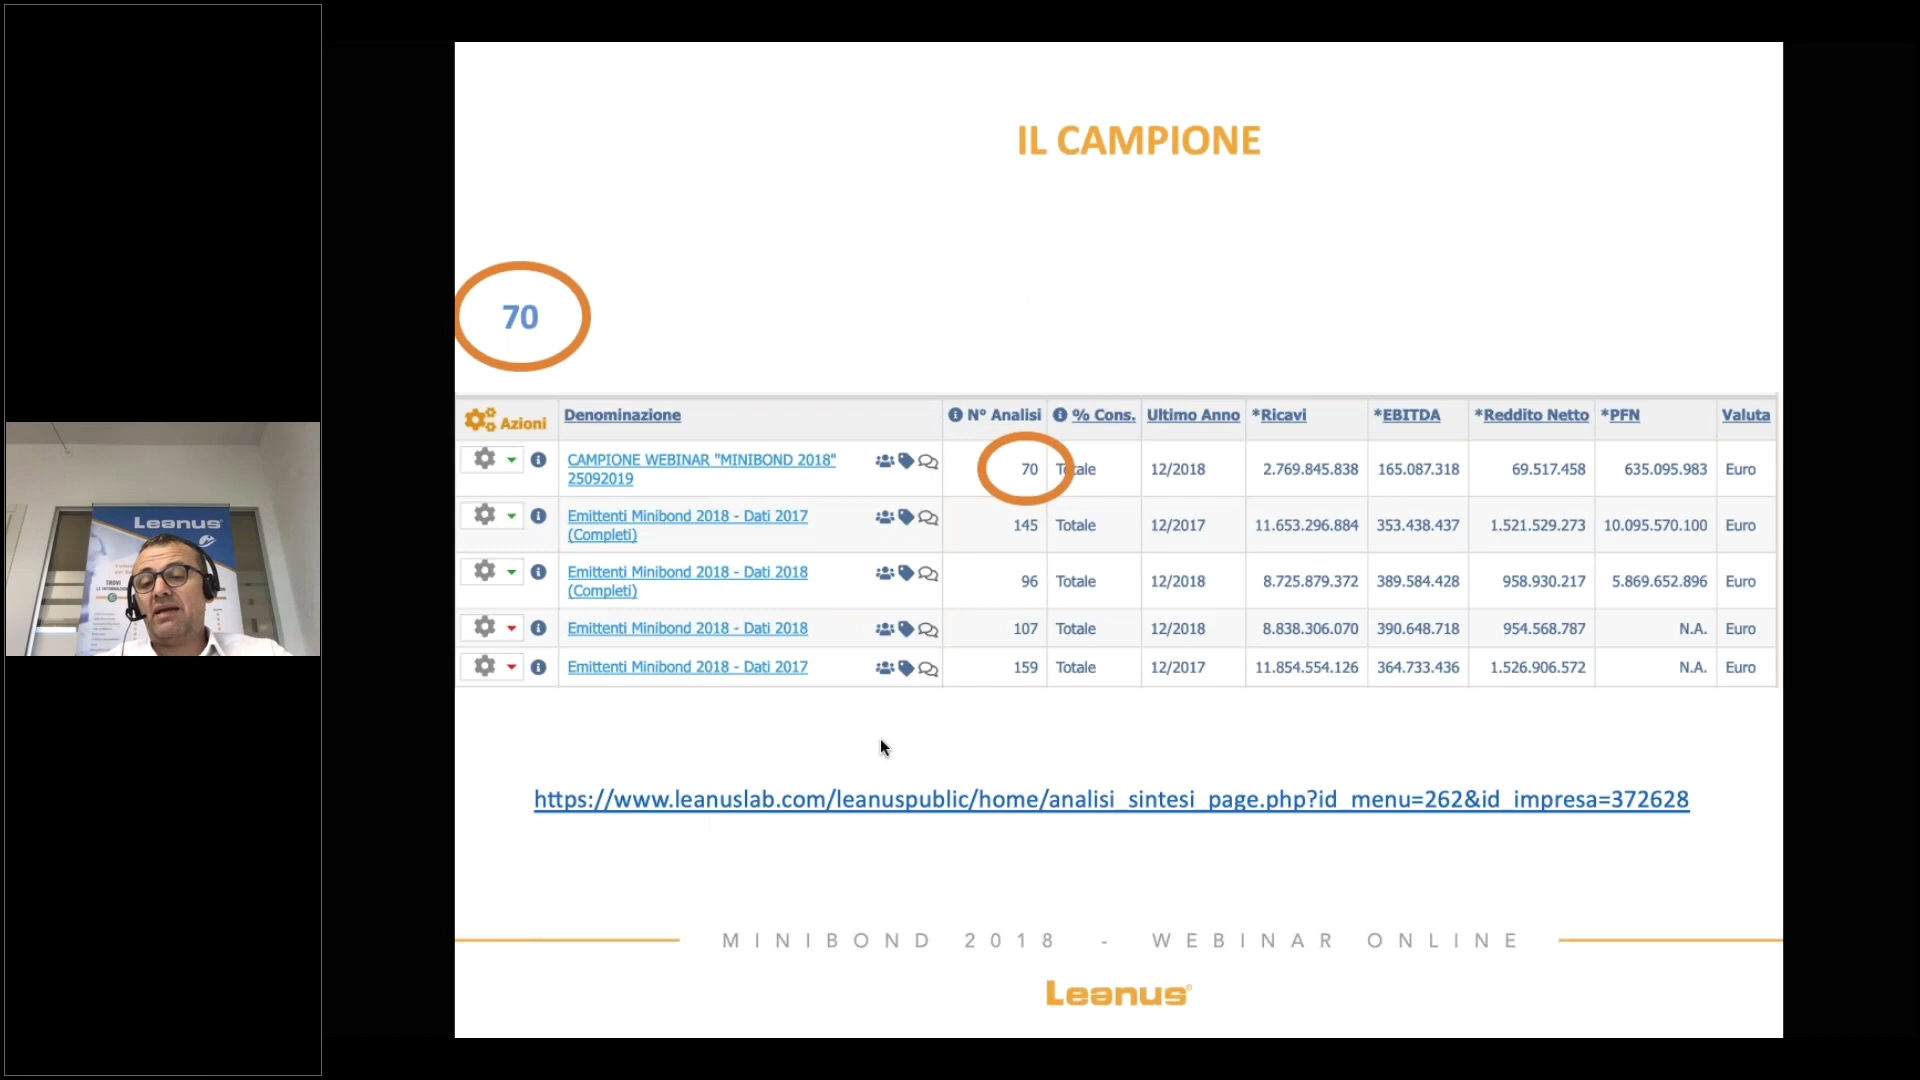 IL CAMPIONE
70
Azioni Denominazione N° Analisi % Cons. Ultimo Anno *Ricavi *EBITDA *Reddito Netto *PFN Valuta
CAMPIONE WEBINAR "MINIBOND 2018"
25092019
70 Totale 12/2018 2.769.845.838 165.087.318 69.517.458 635.095.983 Euro
Emittenti Minibond 2018 - Dati 2017
(Completi)
145 Totale 12/2017 11.653.296.884 353.438.437 1.521.529.273 10.095.570.100 Euro
Emittenti Minibond 2018 - Dati 2018
(Completi)
96 Totale 12/2018 8.725.879.372 389.584.428 958.930.217 5.869.652.896 Euro
Emittenti Minibond 2018 - Dati 2018 107 Totale 12/2018 8.838.306.070 390.648.718 954.568.787 N.A. Euro
Emittenti Minibond 2018 - Dati 2017 159 Totale 12/2017 11.854.554.126 364.733.436 1.526.906.572 N.A. Euro
https://www.leanuslab.com/leanuspublic/home/analisi_sintesi_page.php?id_menu=262&id_impresa=372628
MINIBOND 2018 - WEBINAR ONLINE
Leanus®
Leanus
TROVI